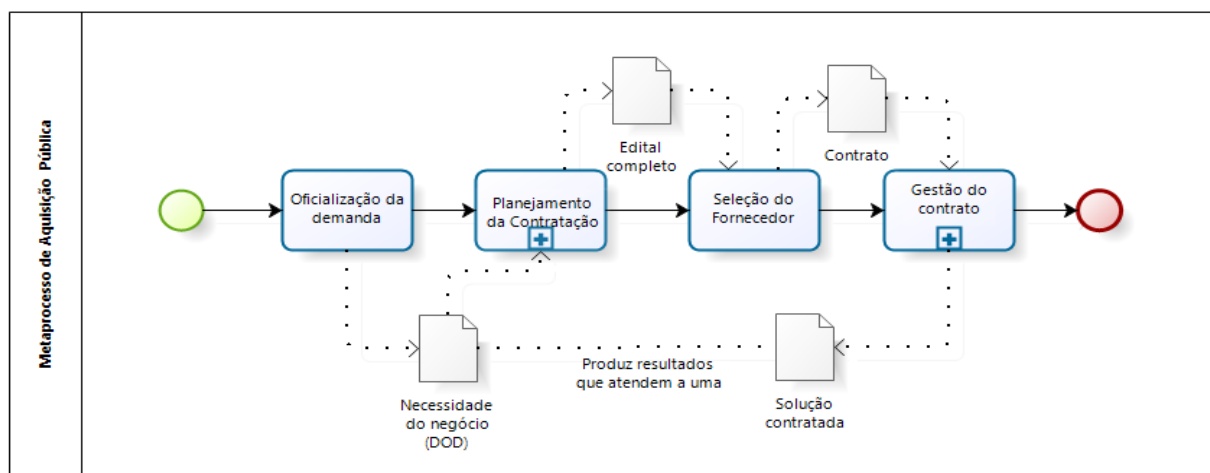 Metaprocesso de Aquisição Pública
Edital
completo
Contrato
Oficialização da
demanda
Planejamento
da Contratação
Seleção do
Fornecedor
Gestão do
contrato
Necessidade
do negócio
(DOD)
Produz resultados
que atendem a uma
Solução
contratada